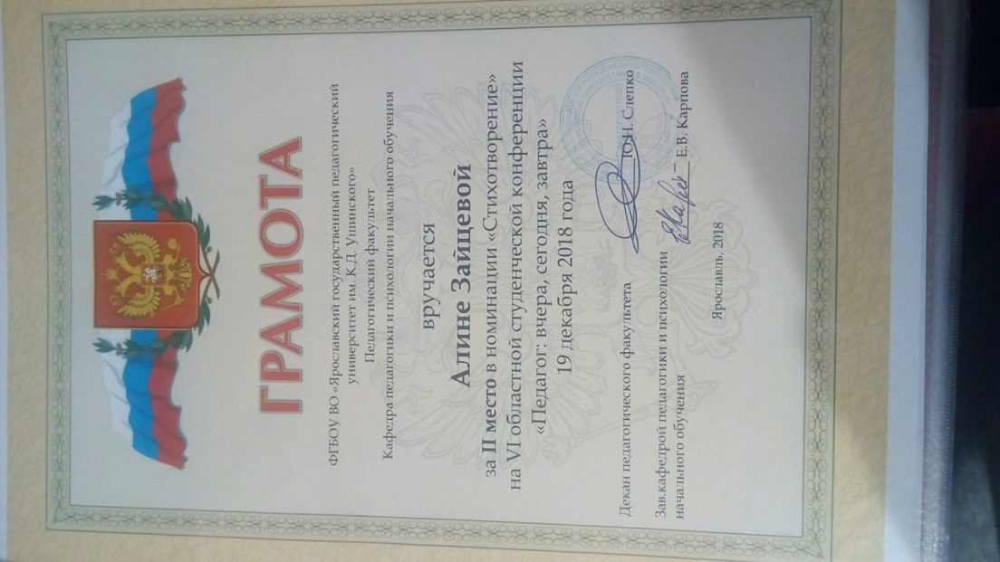 ГРАМОТА
ФГБОУ ВО «Ярославский государственный педагогический
университет им. К.Д. Ушинского»
Педагогический факультет
Кафедра педагогики и психологии начального обучения
вручается
Алине Зайцевой
за II место в номинации «Стихотворение»
на VI областной студенческой конференции
«Педагог: вчера, сегодня, завтра»
19 декабря 2018 года
Декан педагогического факультета Ю.Н. Слепко
Зав.кафедрой педагогики и психологии
начального обучения Е.В. Карпова
Ярославль, 2018